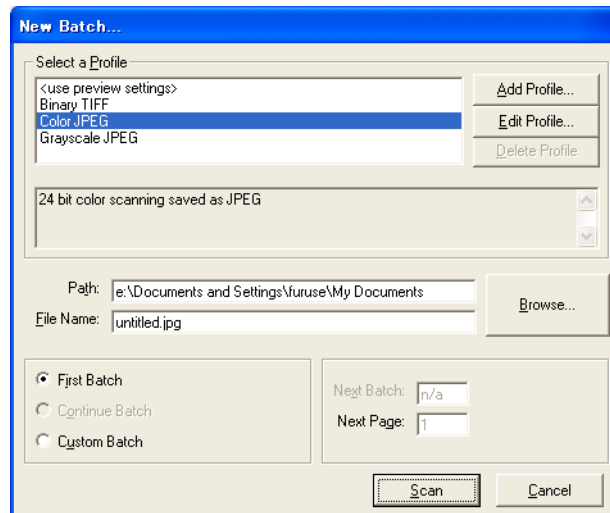 New Batch...
Select a Profile
<use preview settings>
Binary TIFF
Color JPEG
Grayscale JPEG
Add Profile...
Edit Profile...
Delete Profile
24 bit color scanning saved as JPEG
Path: e:\Documents and Settings\furuse\My Documents
File Name: untitled.jpg
Browse...
First Batch
Continue Batch
Custom Batch
Next Batch: n/a
Next Page: 1
Scan Cancel